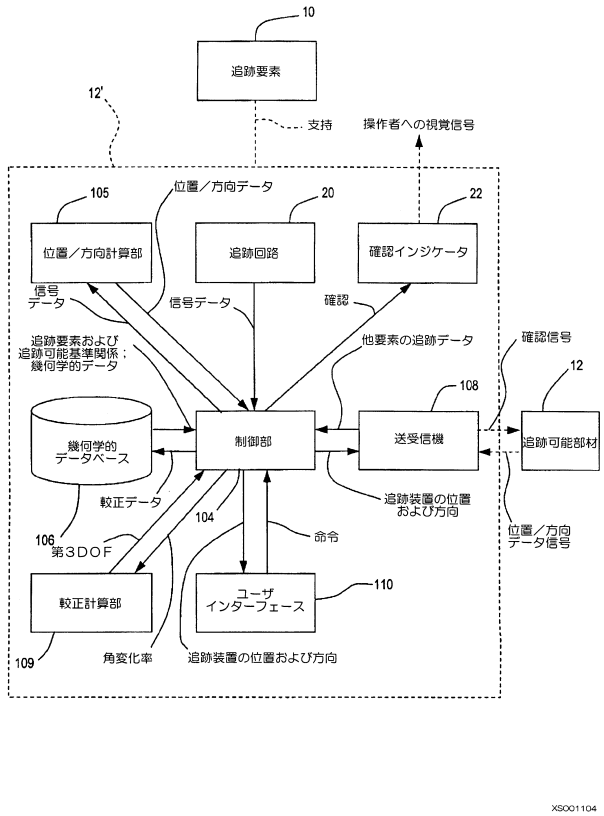 10
追跡要素
12'
支持
操作者への視覚信号
105
位置／方向データ
20
22
位置／方向計算部
追跡回路
確認インジケータ
信号
データ
信号データ
確認
追跡要素および
追跡可能基準関係；
幾何学的データ
他要素の追跡データ
確認信号
108
12
幾何学的
データベース
制御部
送受信機
追跡可能部材
較正データ
104
追跡装置の位置
および方向
106
第３ＤＯＦ
命令
位置／方向
データ信号
較正計算部
ユーザ
インターフェース
110
109
角変化率
追跡装置の位置および方向
XS001104